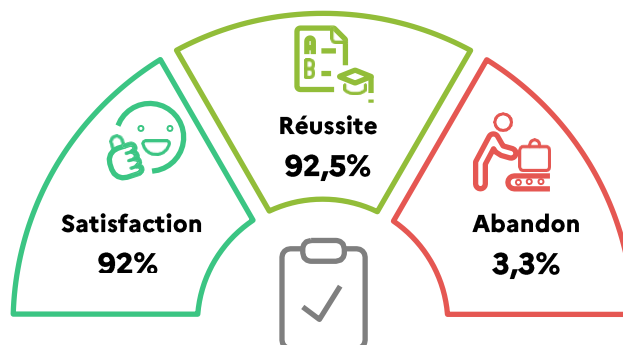 A
B
Réussite
92,5%
Satisfaction
92%
Abandon
3,3%